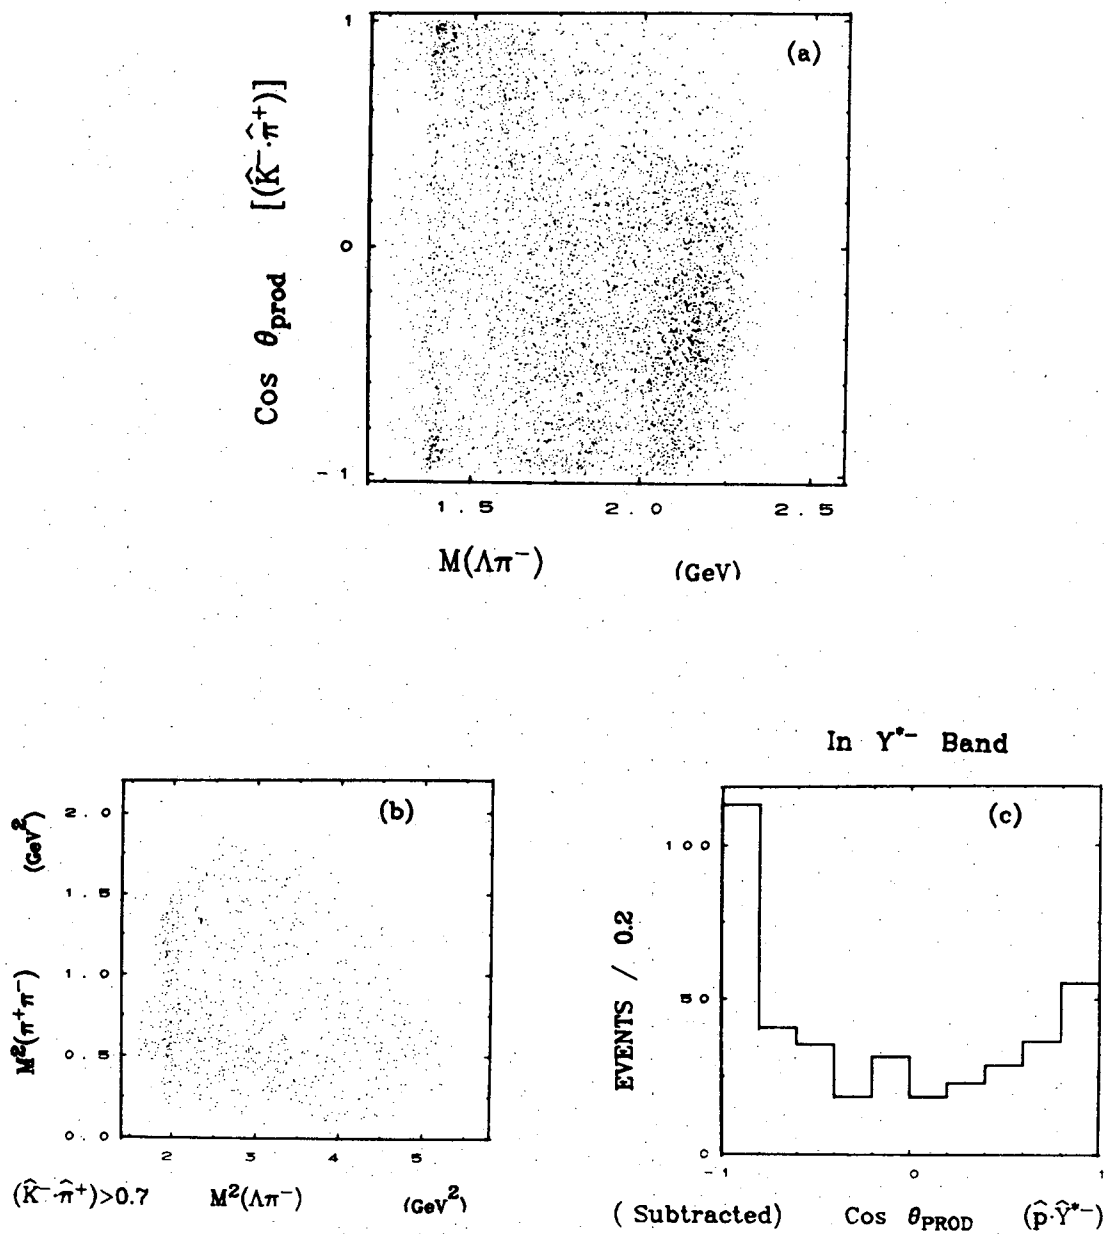 (a)
Cos θprod [(K̂⁻·π̂⁺)]
1
0
-1
1.5 2.0 2.5
M(Λπ⁻) (GeV)
In Y*⁻ Band
(b)
M²(π⁺π⁻) (GeV²)
2.0
1.5
1.0
0.5
0.0
2 3 4 5
(K̂⁻·π̂⁺)>0.7 M²(Λπ⁻) (GeV²)
(c)
EVENTS / 0.2
100
50
0
-1 0 1
(Subtracted) Cos θPROD (p̂·Ŷ*⁻)